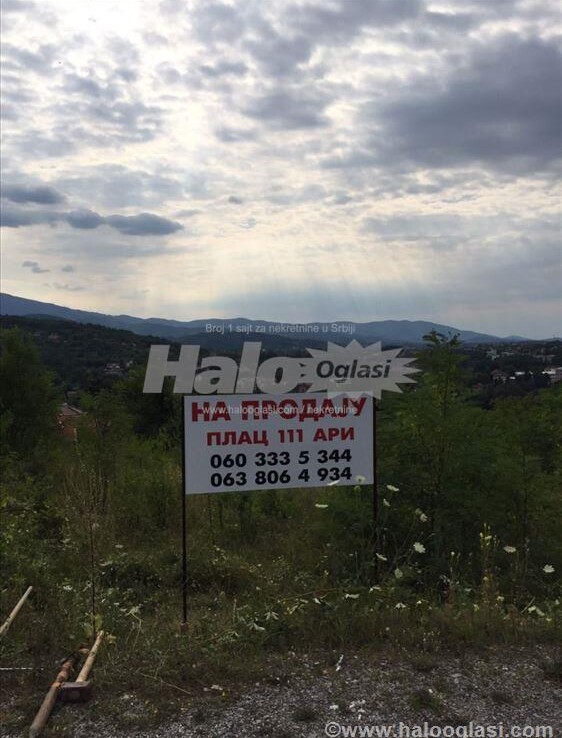 Broj 1 sajt za nekretnine u Srbiji
Halo Oglasi
НА ПРОДАЈУ
www.halooglasi.com/nekretnine
ПЛАЦ 111 АРИ
060 333 5 344
063 806 4 934
©www.halooglasi.com